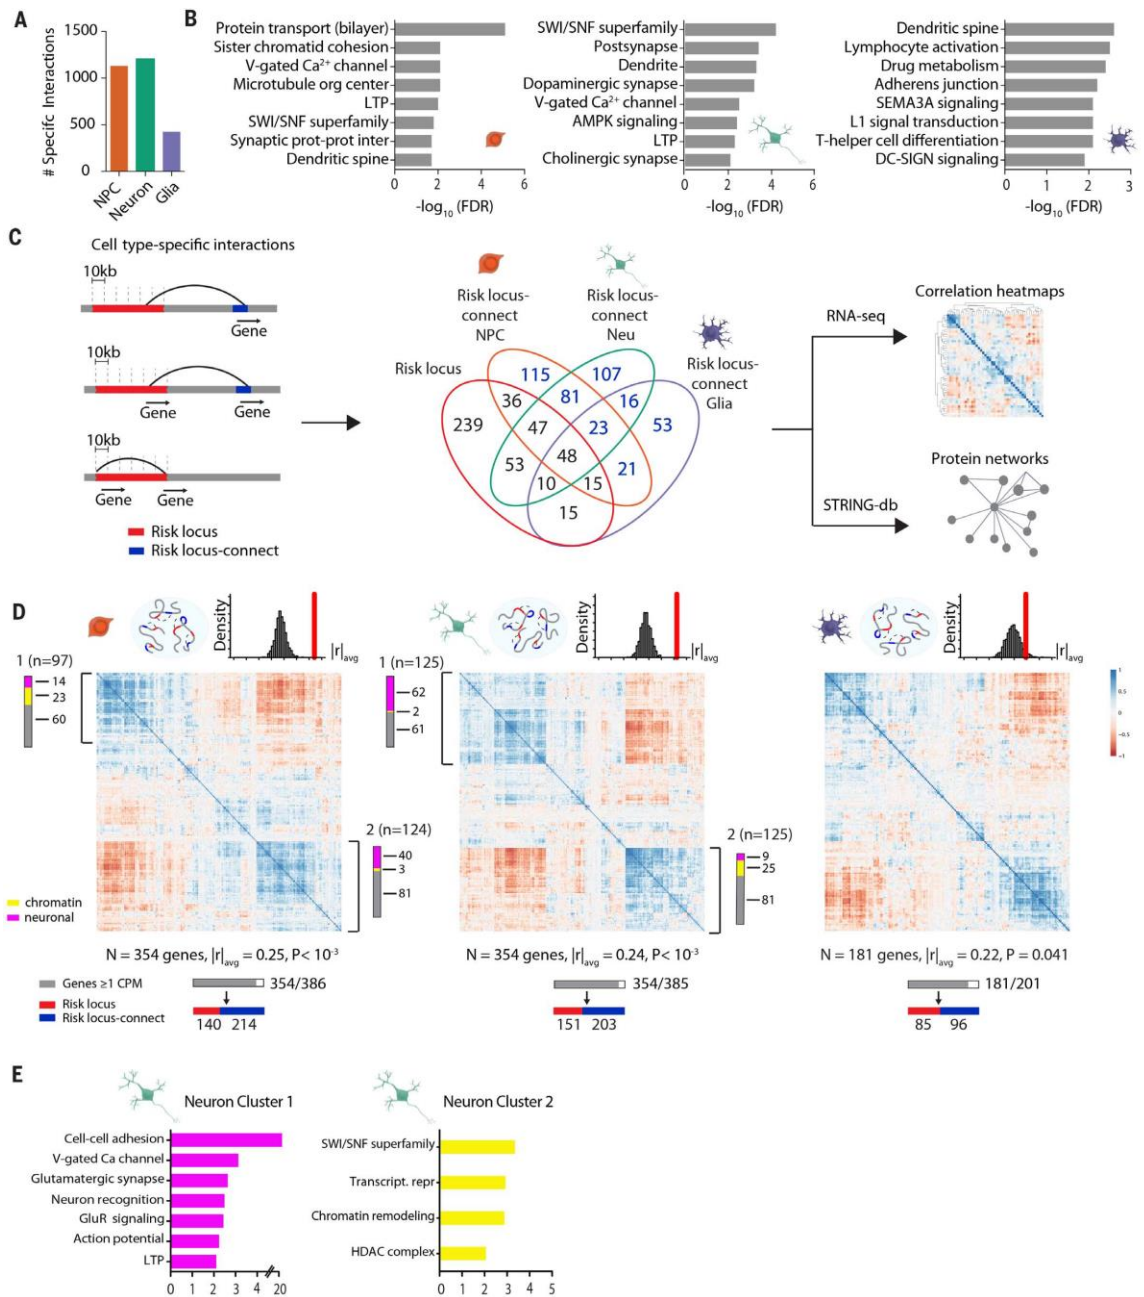 A
# Specifc Interactions
1500
1000
500
0
NPC
Neuron
Glia
B
Protein transport (bilayer)
Sister chromatid cohesion
V-gated Ca²⁺ channel
Microtubule org center
LTP
SWI/SNF superfamily
Synaptic prot-prot inter
Dendritic spine
0 2 4 6
-log₁₀ (FDR)
SWI/SNF superfamily
Postsynapse
Dendrite
Dopaminergic synapse
V-gated Ca²⁺ channel
AMPK signaling
LTP
Cholinergic synapse
0 2 4 6
-log₁₀ (FDR)
Dendritic spine
Lymphocyte activation
Drug metabolism
Adherens junction
SEMA3A signaling
L1 signal transduction
T-helper cell differentiation
DC-SIGN signaling
0 1 2 3
-log₁₀ (FDR)
C
Cell type-specific interactions
10kb
Gene
10kb
Gene
Gene
10kb
Gene
Gene
Risk locus
Risk locus-connect
Risk locus
Risk locus-
connect
NPC
Risk locus-
connect
Neu
Risk locus-
connect
Glia
115
107
36
81
16
239
47
23
53
53
48
21
10
15
15
RNA-seq
Correlation heatmaps
STRING-db
Protein networks
D
Density
|r|avg
1 (n=97)
14
23
60
2 (n=124)
40
3
81
chromatin
neuronal
N = 354 genes, |r|avg = 0.25, P< 10⁻³
Genes ≥1 CPM
354/386
Risk locus
Risk locus-connect
140 214
Density
|r|avg
1 (n=125)
62
2
61
2 (n=125)
9
25
81
N = 354 genes, |r|avg = 0.24, P< 10⁻³
354/385
151 203
Density
|r|avg
1
0.5
0
−0.5
−1
N = 181 genes, |r|avg = 0.22, P = 0.041
181/201
85 96
E
Neuron Cluster 1
Cell-cell adhesion
V-gated Ca channel
Glutamatergic synapse
Neuron recognition
GluR signaling
Action potential
LTP
0 1 2 3 4 20
Neuron Cluster 2
SWI/SNF superfamily
Transcript. repr
Chromatin remodeling
HDAC complex
0 1 2 3 4 5